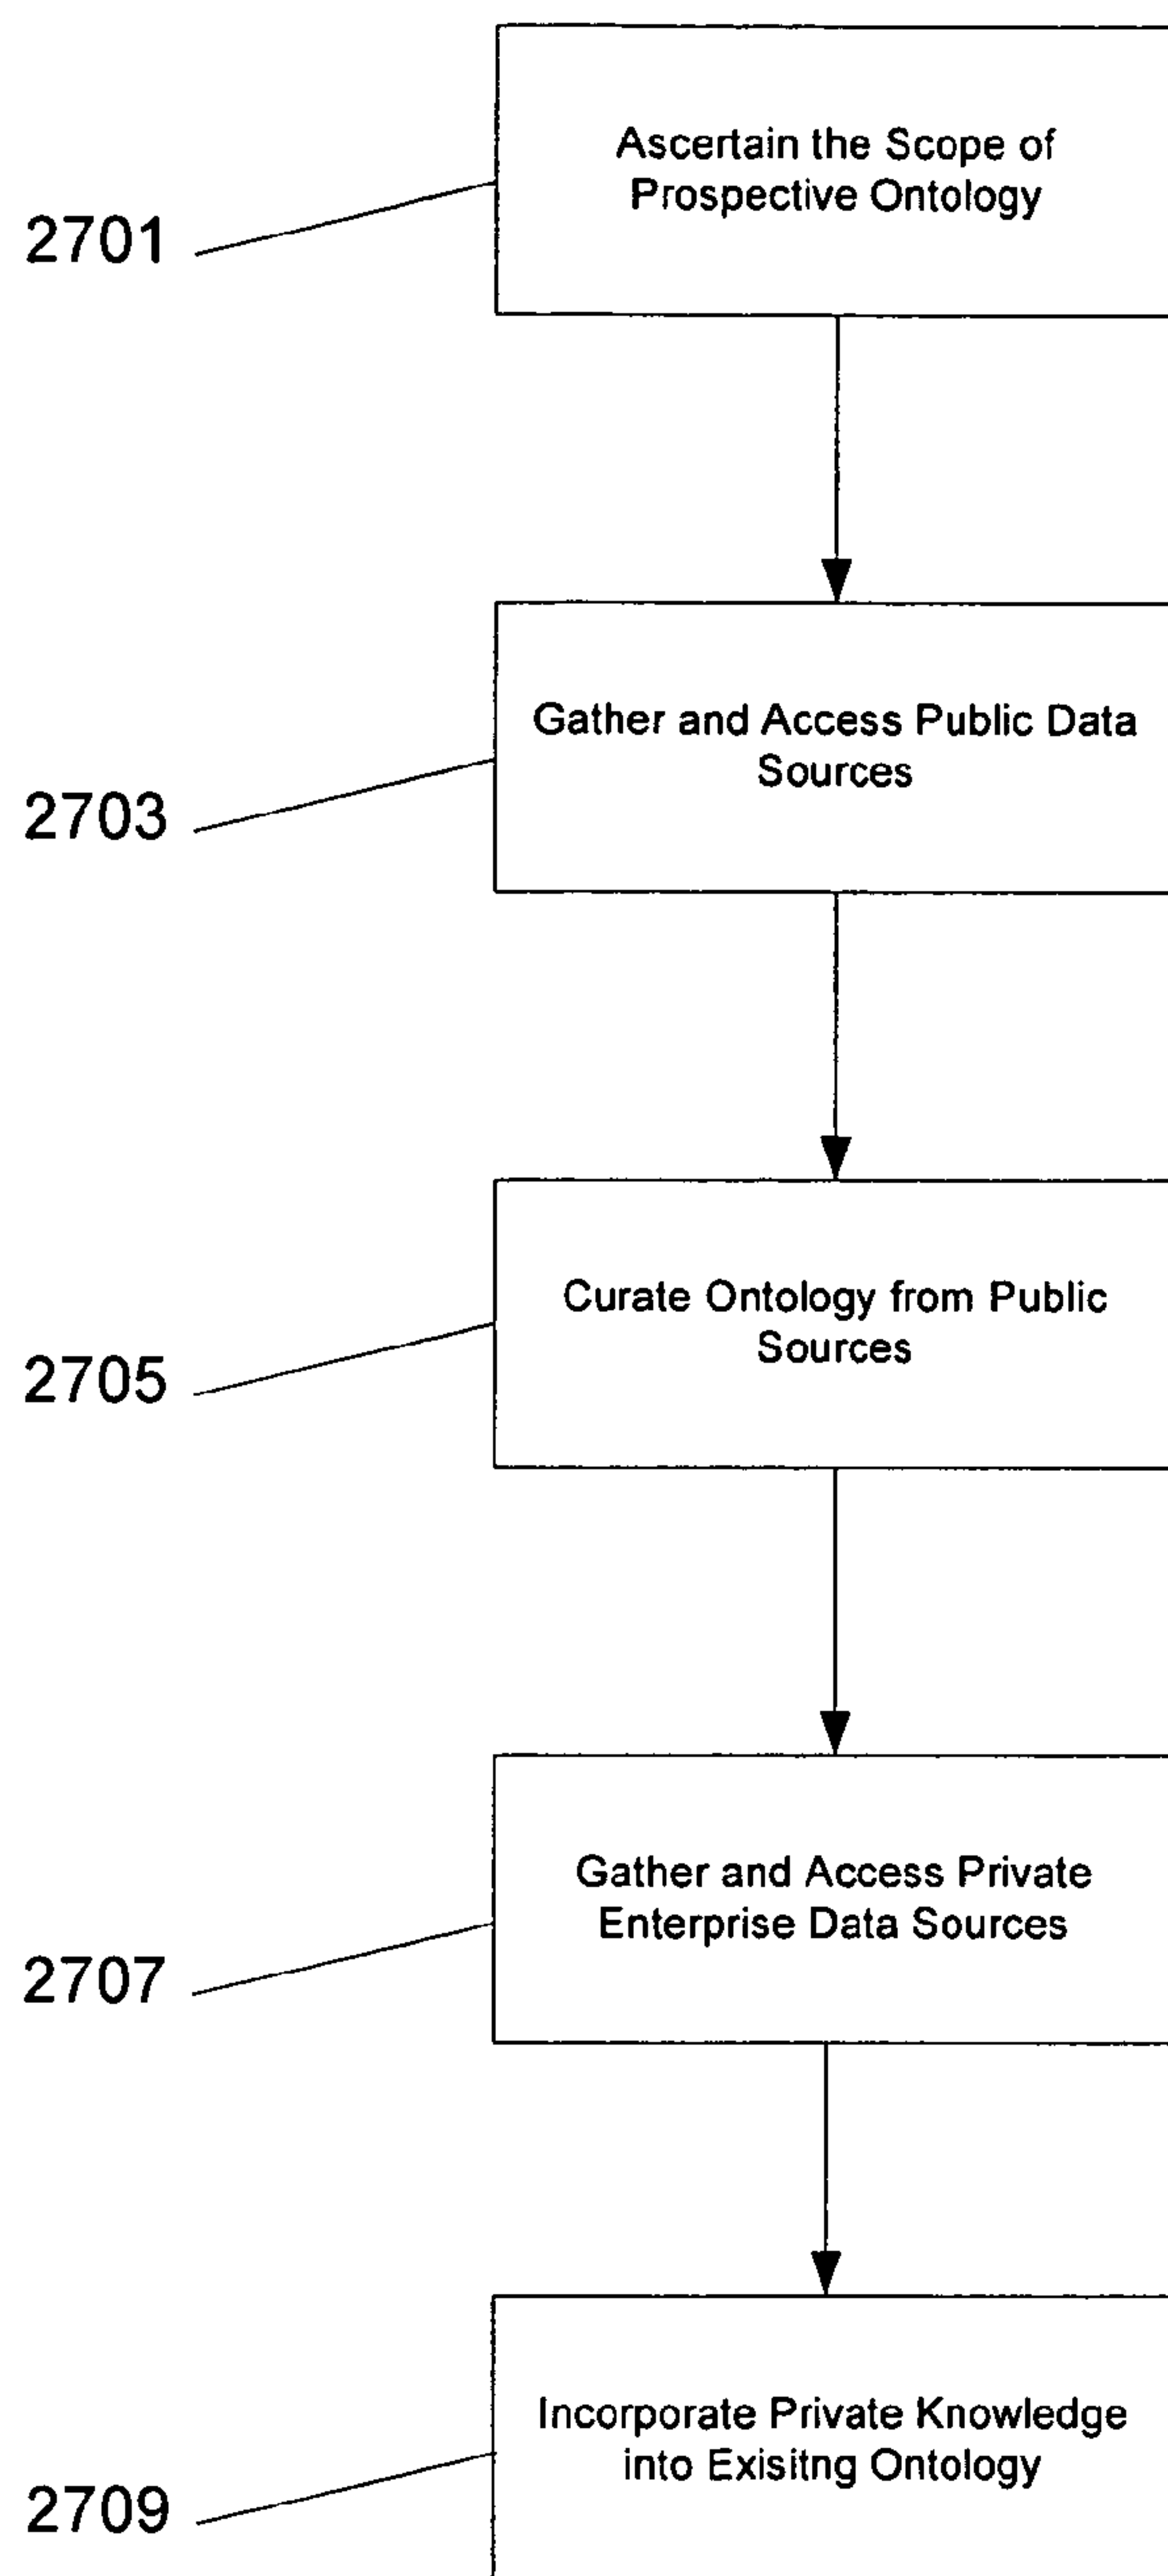 Ascertain the Scope of
Prospective Ontology
2701
Gather and Access Public Data
Sources
2703
Curate Ontology from Public
Sources
2705
Gather and Access Private
Enterprise Data Sources
2707
Incorporate Private Knowledge
into Exisitng Ontology
2709